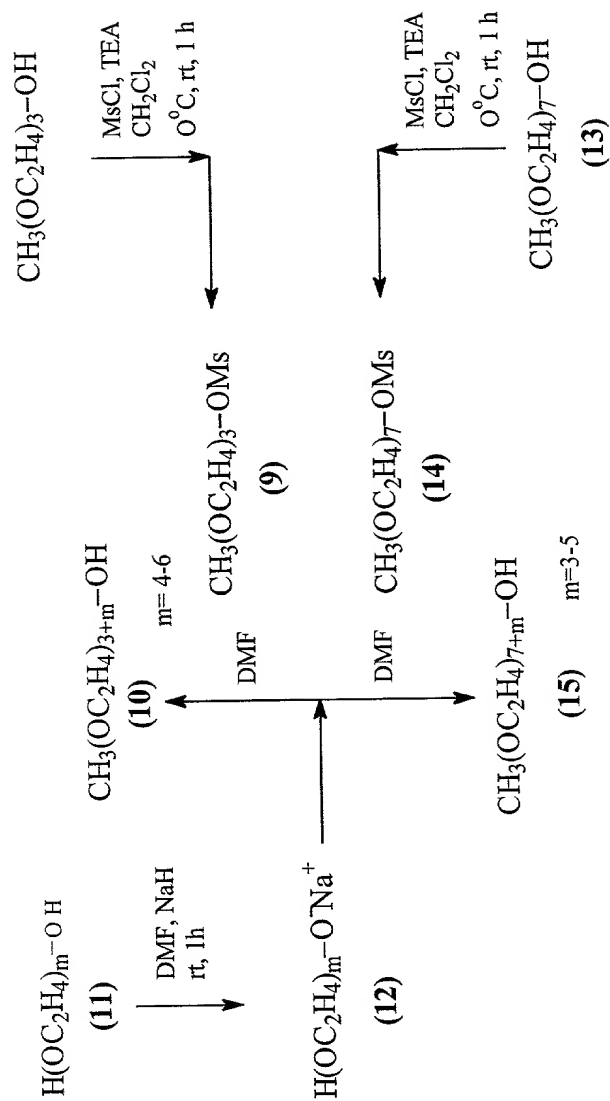 H(OC₂H₄)ₘ–OH
(11)
DMF, NaH
rt, 1h
H(OC₂H₄)ₘ–O⁻Na⁺
(12)
CH₃(OC₂H₄)₃₊ₘ–OH
(10)
m= 4-6
DMF
DMF
CH₃(OC₂H₄)₇₊ₘ–OH
(15)
m=3-5
CH₃(OC₂H₄)₃–OMs
(9)
CH₃(OC₂H₄)₇–OMs
(14)
CH₃(OC₂H₄)₃–OH
MsCl, TEA
CH₂Cl₂
O°C, rt, 1 h
MsCl, TEA
CH₂Cl₂
O°C, rt, 1 h
CH₃(OC₂H₄)₇–OH
(13)